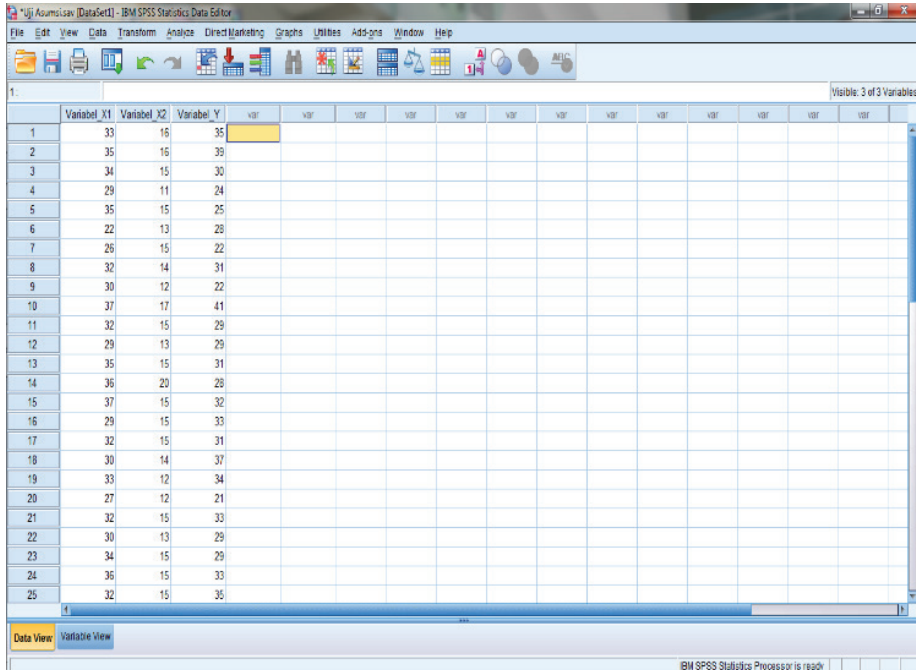 *Uji Asumsi.sav [DataSet1] - IBM SPSS Statistics Data Editor
File Edit View Data Transform Analyze Direct Marketing Graphs Utilities Add-ons Window Help
1 : Visible: 3 of 3 Variables
Variabel_X1 Variabel_X2 Variabel_Y var var var var var var var var var var var
1 33 16 35
2 35 16 39
3 34 15 30
4 29 11 24
5 35 15 25
6 22 13 28
7 26 15 22
8 32 14 31
9 30 12 22
10 37 17 41
11 32 15 29
12 29 13 29
13 35 15 31
14 36 20 28
15 37 15 32
16 29 15 33
17 32 15 31
18 30 14 37
19 33 12 34
20 27 12 21
21 32 15 33
22 30 13 29
23 34 15 29
24 36 15 33
25 32 15 35
Data View Variable View
IBM SPSS Statistics Processor is ready